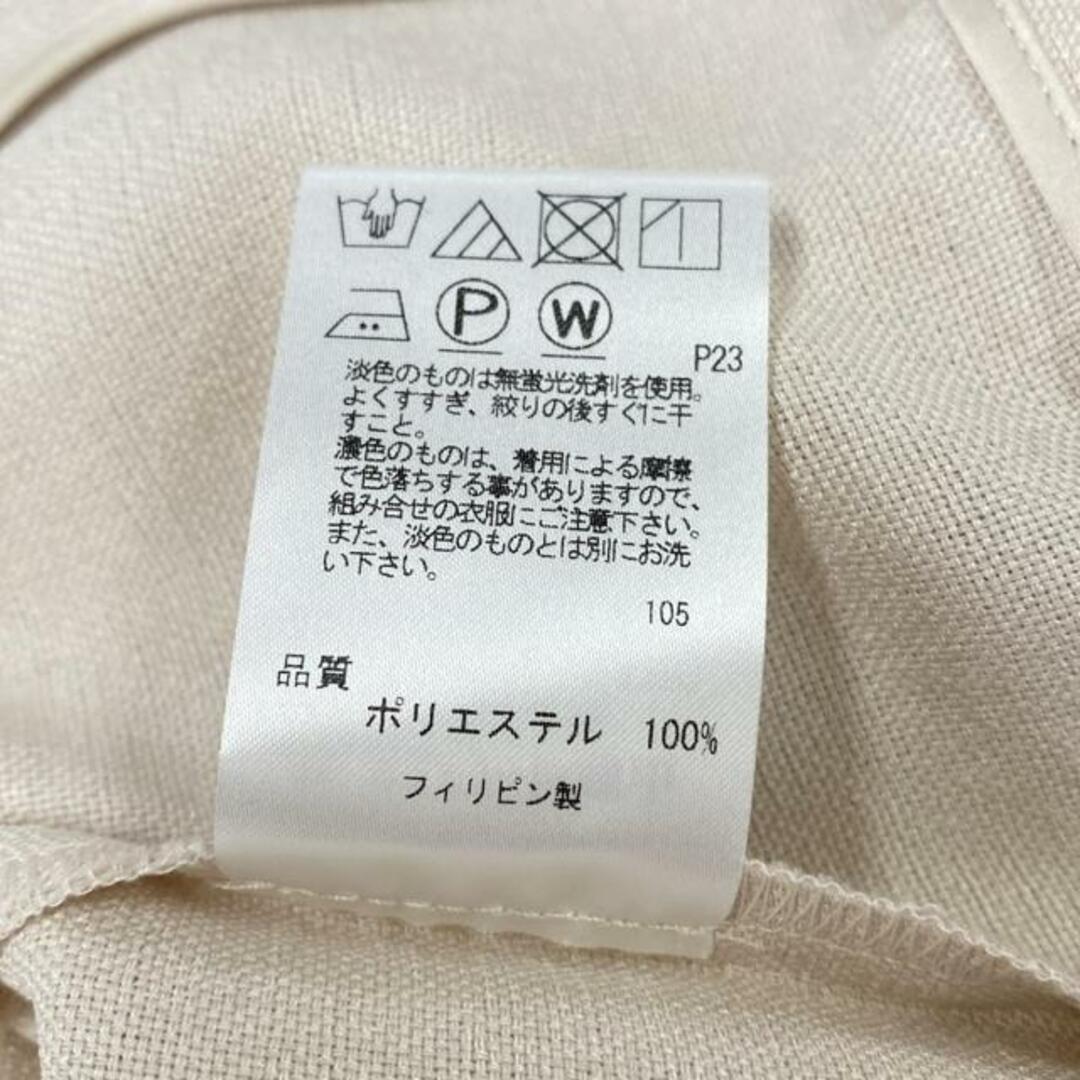 P
W
P23
淡色のものは無蛍光洗剤を使用。
よくすすぎ、絞りの後すぐに干
すこと。
濃色のものは、着用による摩擦
で色落ちする事がありますので、
組み合せの衣服にご注意下さい。
また、淡色のものとは別にお洗
い下さい。
105
品質
ポリエステル 100%
フィリピン製